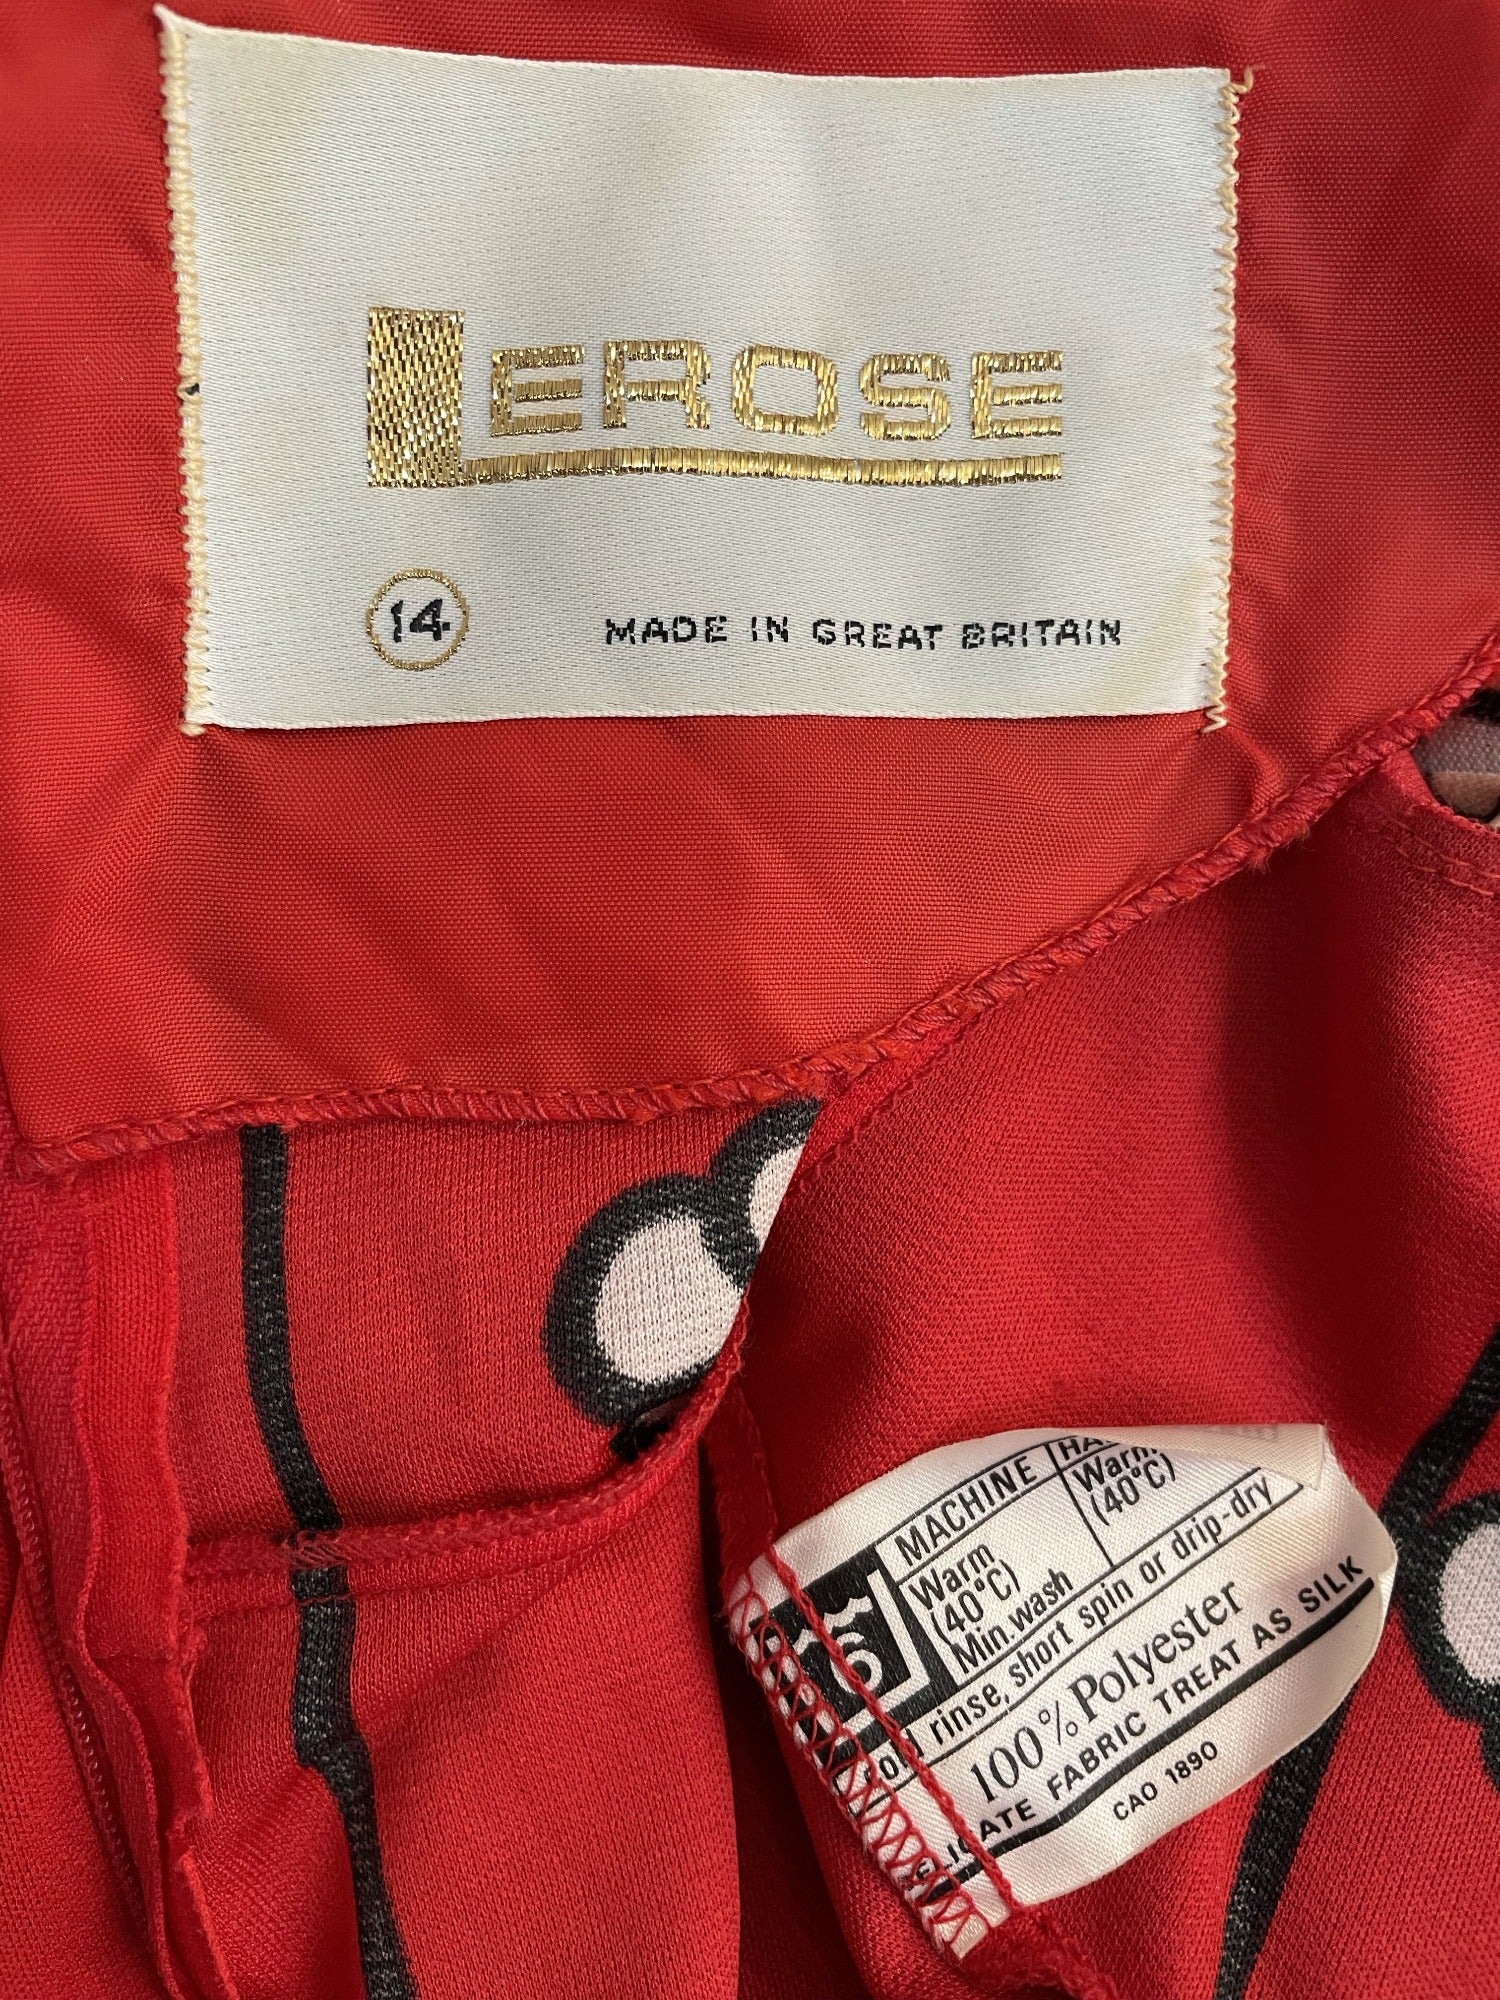 LEROSE
14 MADE IN GREAT BRITAIN
MACHINE
Warm (40°C)
Warm
(40°C)
Min. wash
6
rinse, short spin or drip-dry
100% Polyester
FABRIC TREAT AS SILK
CAO 1890